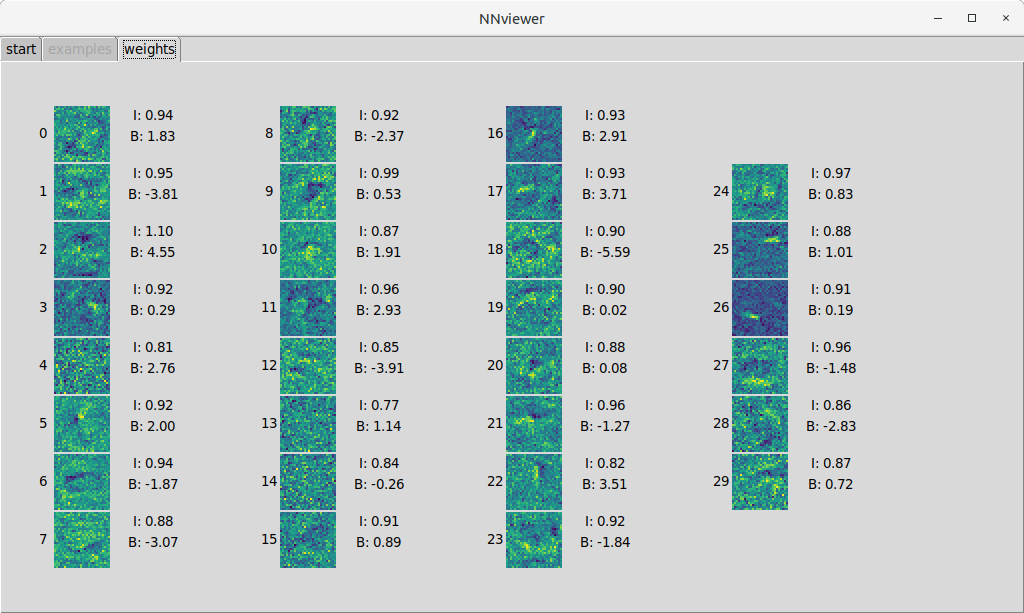 NNviewer
start examples weights
0 I: 0.94
B: 1.83
1 I: 0.95
B: -3.81
2 I: 1.10
B: 4.55
3 I: 0.92
B: 0.29
4 I: 0.81
B: 2.76
5 I: 0.92
B: 2.00
6 I: 0.94
B: -1.87
7 I: 0.88
B: -3.07
8 I: 0.92
B: -2.37
9 I: 0.99
B: 0.53
10 I: 0.87
B: 1.91
11 I: 0.96
B: 2.93
12 I: 0.85
B: -3.91
13 I: 0.77
B: 1.14
14 I: 0.84
B: -0.26
15 I: 0.91
B: 0.89
16 I: 0.93
B: 2.91
17 I: 0.93
B: 3.71
18 I: 0.90
B: -5.59
19 I: 0.90
B: 0.02
20 I: 0.88
B: 0.08
21 I: 0.96
B: -1.27
22 I: 0.82
B: 3.51
23 I: 0.92
B: -1.84
24 I: 0.97
B: 0.83
25 I: 0.88
B: 1.01
26 I: 0.91
B: 0.19
27 I: 0.96
B: -1.48
28 I: 0.86
B: -2.83
29 I: 0.87
B: 0.72